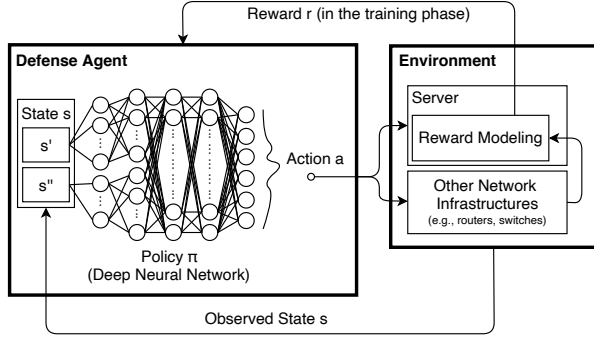 Reward r (in the training phase)
Defense Agent
State s
s'
s"
Policy π
(Deep Neural Network)
Action a
Environment
Server
Reward Modeling
Other Network
Infrastructures
(e.g., routers, switches)
Observed State s